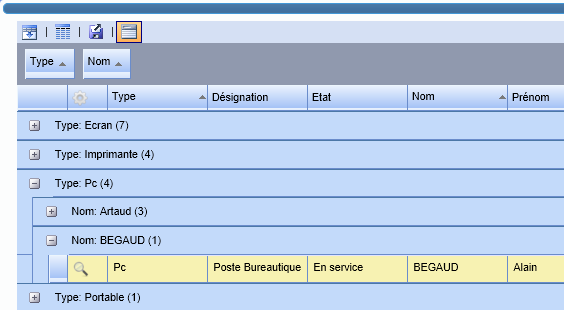 Type Nom
Type Désignation Etat Nom Prénom
Type: Ecran (7)
Type: Imprimante (4)
Type: Pc (4)
Nom: Artaud (3)
Nom: BEGAUD (1)
Pc Poste Bureautique En service BEGAUD Alain
Type: Portable (1)